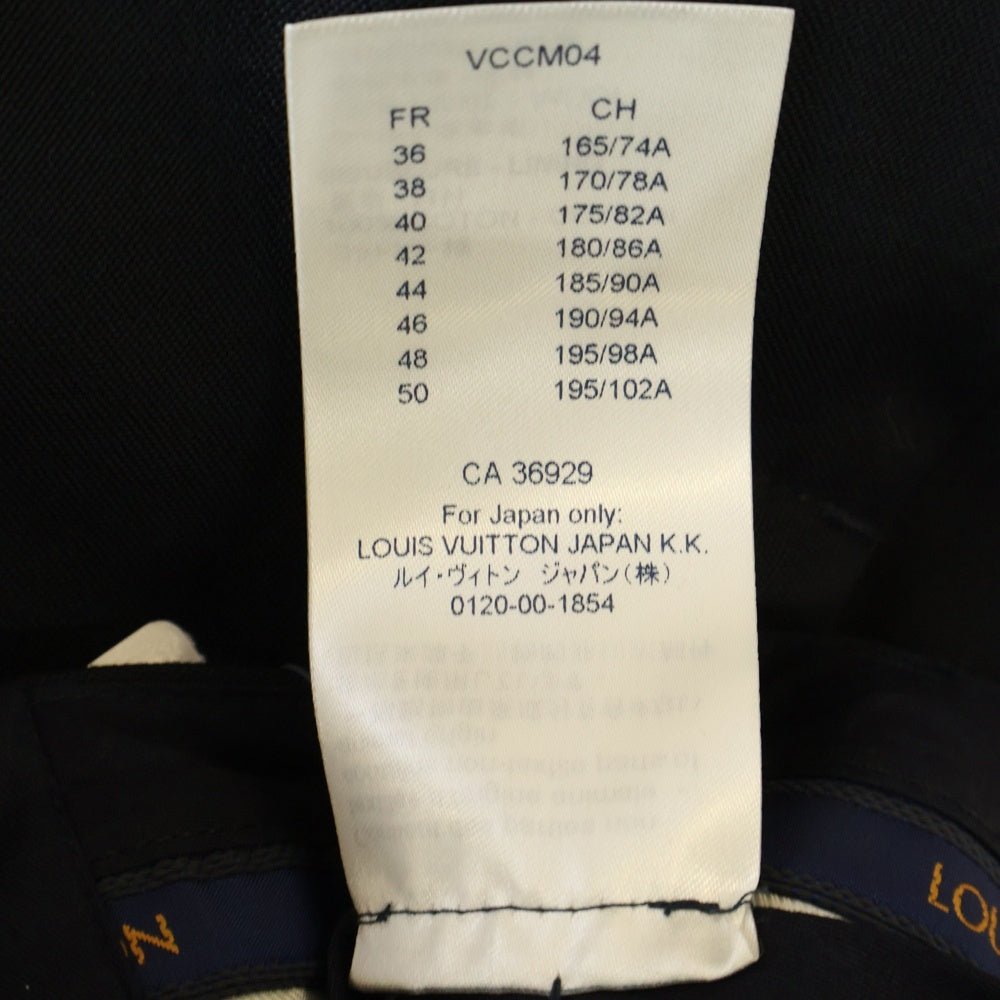 VCCM04
FR CH
36 165/74A
38 170/78A
40 175/82A
42 180/86A
44 185/90A
46 190/94A
48 195/98A
50 195/102A
CA 36929
For Japan only:
LOUIS VUITTON JAPAN K.K.
ルイ・ヴィトン ジャパン(株)
0120-00-1854
LOU